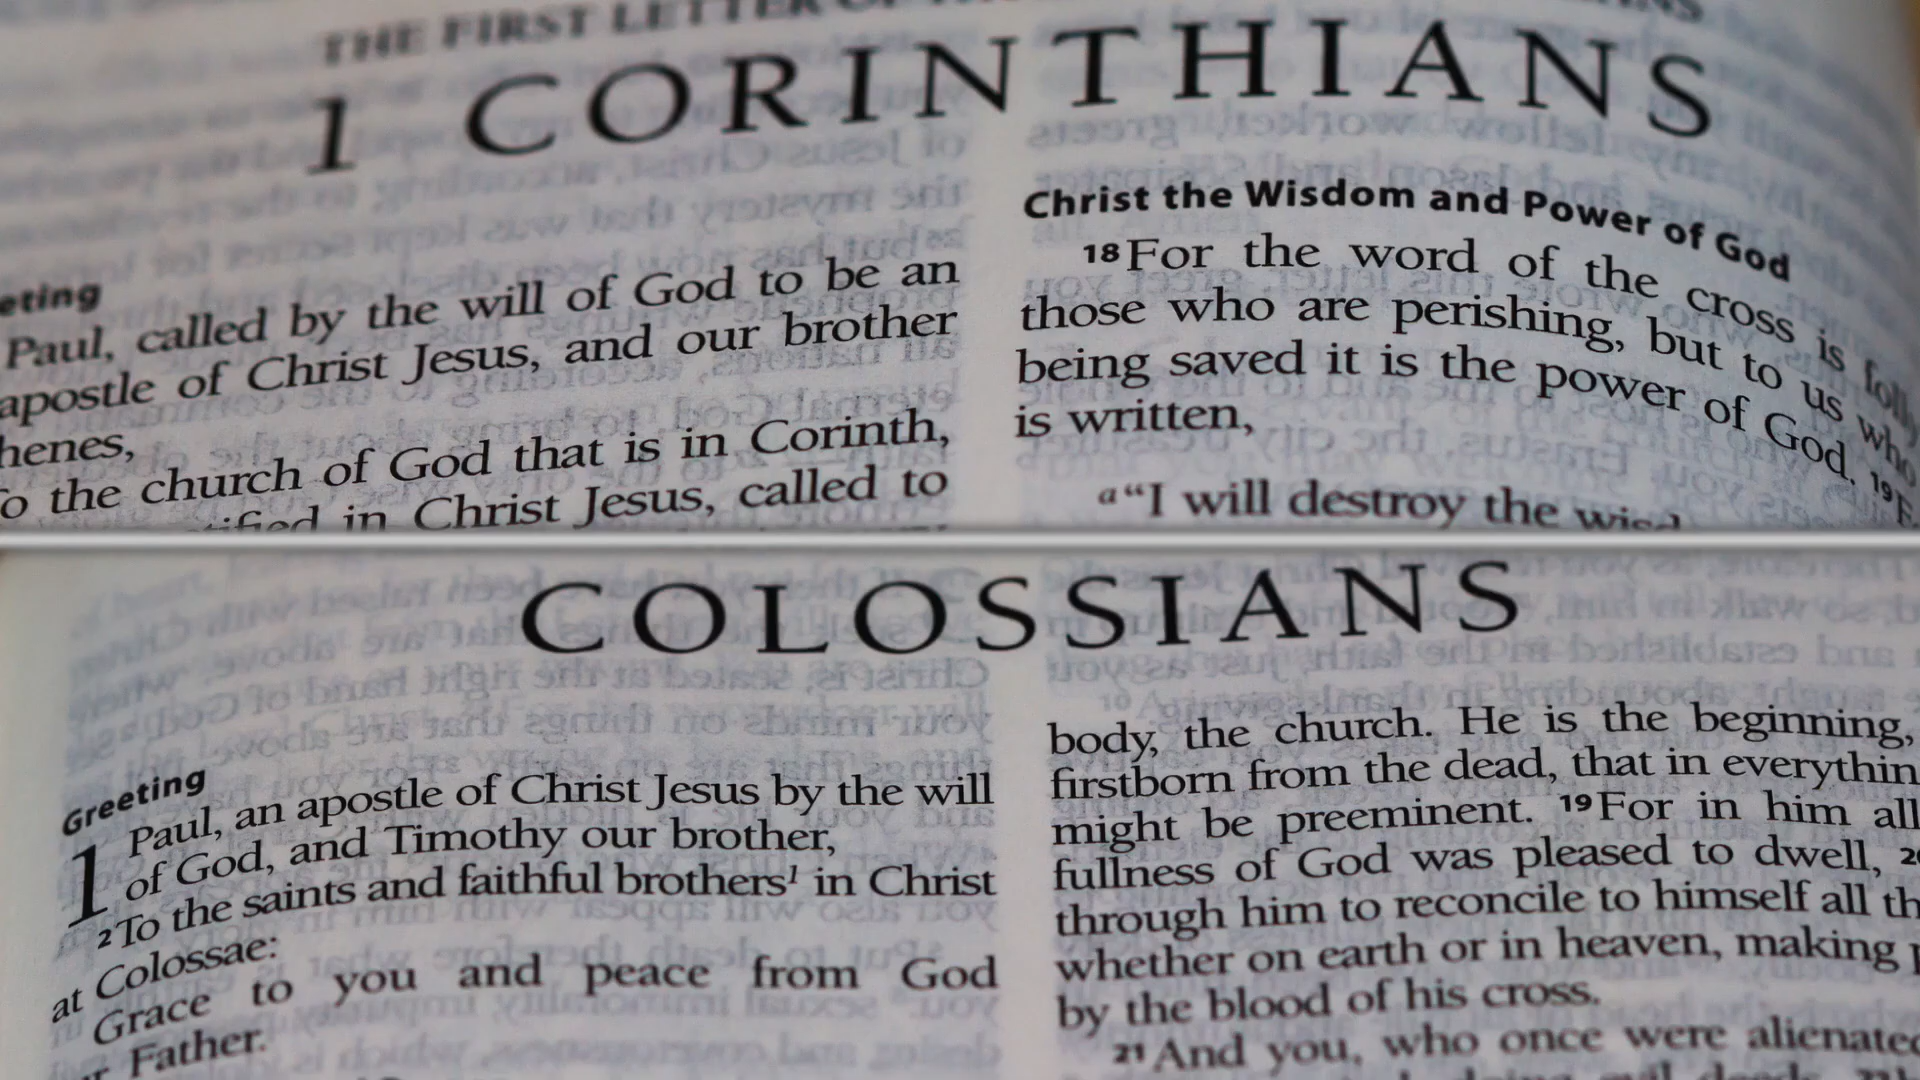 THE FIRST LETTER OF
1 CORINTHIANS
eting
Paul, called by the will of God to be an
apostle of Christ Jesus, and our brother
henes,
To the church of God that is in Corinth,
in Christ Jesus, called to
Christ the Wisdom and Power of God
18 For the word of the cross is
those who are perishing, but to us who
being saved it is the power of God. 19
is written,
a "I will destroy the
COLOSSIANS
Greeting
1 Paul, an apostle of Christ Jesus by the will
of God, and Timothy our brother,
2 To the saints and faithful brothers1 in Christ
at Colossae:
Grace to you and peace from God
Father.
body, the church. He is the beginning,
firstborn from the dead, that in everythin
might be preeminent. 19 For in him all
fullness of God was pleased to dwell, 20
through him to reconcile to himself all th
whether on earth or in heaven, making
by the blood of his cross.
21 And you, who once were alienated